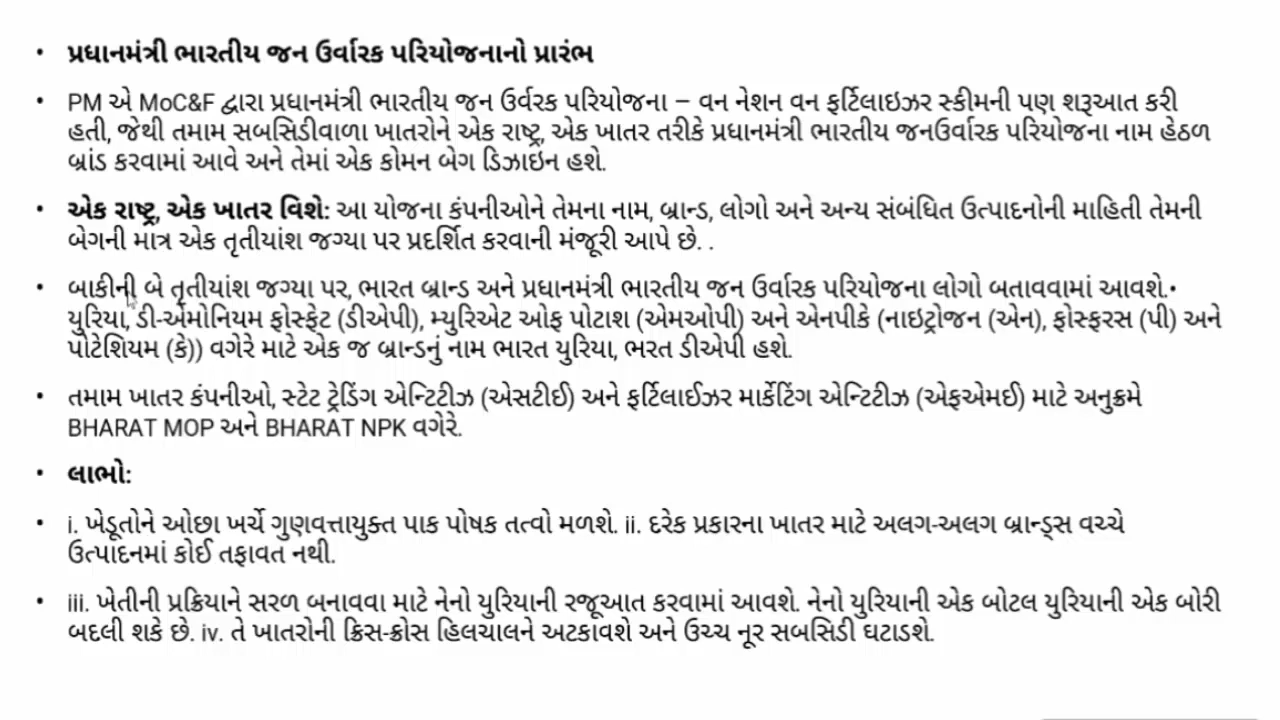 • પ્રધાનમંત્રી ભારતીય જન ઉર્વારક પરિયોજનાનો પ્રારંભ
• PM એ MoC&F દ્વારા પ્રધાનમંત્રી ભારતીય જન ઉર્વરક પરિયોજના – વન નેશન વન ફર્ટિલાઇઝર સ્કીમની પણ શરૂઆત કરી
હતી, જેથી તમામ સબસિડીવાળા ખાતરોને એક રાષ્ટ્ર, એક ખાતર તરીકે પ્રધાનમંત્રી ભારતીય જનઉર્વારક પરિયોજના નામ હેઠળ
બ્રાંડ કરવામાં આવે અને તેમાં એક કોમન બેગ ડિઝાઇન હશે.
• એક રાષ્ટ્ર, એક ખાતર વિશે: આ યોજના કંપનીઓને તેમના નામ, બ્રાન્ડ, લોગો અને અન્ય સંબંધિત ઉત્પાદનોની માહિતી તેમની
બેગની માત્ર એક તૃતીયાંશ જગ્યા પર પ્રદર્શિત કરવાની મંજૂરી આપે છે. .
• બાકીની બે તૃતીયાંશ જગ્યા પર, ભારત બ્રાન્ડ અને પ્રધાનમંત્રી ભારતીય જન ઉર્વારક પરિયોજના લોગો બતાવવામાં આવશે.•
યુરિયા, ડી-એમોનિયમ ફોસ્ફેટ (ડીએપી), મ્યુરિએટ ઓફ પોટાશ (એમઓપી) અને એનપીકે (નાઇટ્રોજન (એન), ફોસ્ફરસ (પી) અને
પોટેશિયમ (કે)) વગેરે માટે એક જ બ્રાન્ડનું નામ ભારત યુરિયા, ભરત ડીએપી હશે.
• તમામ ખાતર કંપનીઓ, સ્ટેટ ટ્રેડિંગ એન્ટિટીઝ (એસટીઈ) અને ફર્ટિલાઈઝર માર્કેટિંગ એન્ટિટીઝ (એફએમઈ) માટે અનુક્રમે
BHARAT MOP અને BHARAT NPK વગેરે.
• લાભો:
• i. ખેડૂતોને ઓછા ખર્ચે ગુણવત્તાયુક્ત પાક પોષક તત્વો મળશે. ii. દરેક પ્રકારના ખાતર માટે અલગ-અલગ બ્રાન્ડ્સ વચ્ચે
ઉત્પાદનમાં કોઈ તફાવત નથી.
• iii. ખેતીની પ્રક્રિયાને સરળ બનાવવા માટે નેનો યુરિયાની રજૂઆત કરવામાં આવશે. નેનો યુરિયાની એક બોટલ યુરિયાની એક બોરી
બદલી શકે છે. iv. તે ખાતરોની ક્રિસ-ક્રોસ હિલચાલને અટકાવશે અને ઉચ્ચ નૂર સબસિડી ઘટાડશે.